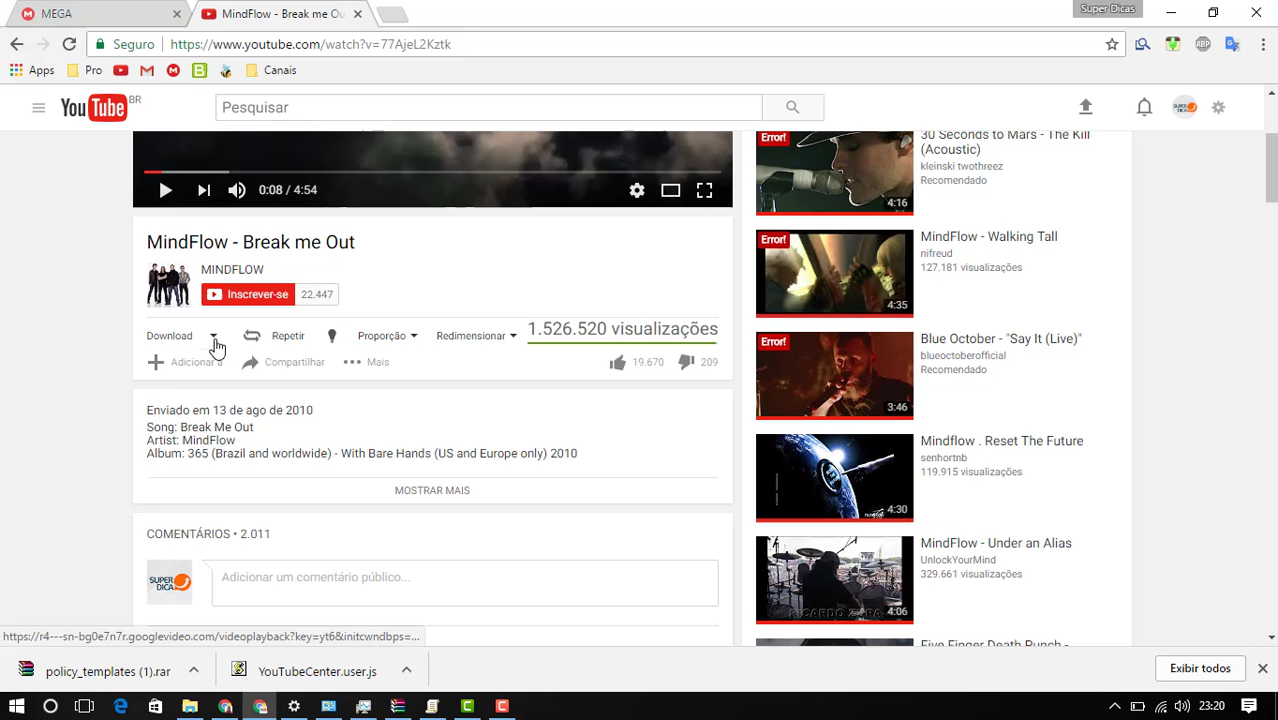 MEGA
MindFlow - Break me Ou
Super Dicas
Seguro
https://www.youtube.com/watch?v=77AjeL2Kztk
ABP
Apps
Pro
Canais
YouTube BR
Pesquisar
SUPER DICA
0:08 / 4:54
MindFlow - Break me Out
MINDFLOW
Inscrever-se
22.447
Download
Repetir
Proporção
Redimensionar
1.526.520 visualizações
Adicionar a
Compartilhar
Mais
19.670
209
Enviado em 13 de ago de 2010
Song: Break Me Out
Artist: MindFlow
Album: 365 (Brazil and worldwide) - With Bare Hands (US and Europe only) 2010
MOSTRAR MAIS
COMENTÁRIOS • 2.011
SUPER DICA
Adicionar um comentário público...
Error!
4:16
30 Seconds to Mars - The Kill
(Acoustic)
kleinski twothreez
Recomendado
Error!
4:35
MindFlow - Walking Tall
nifreud
127.181 visualizações
Error!
3:46
Blue October - "Say It (Live)"
blueoctoberofficial
Recomendado
4:30
Mindflow . Reset The Future
senhortnb
119.915 visualizações
RICARDO
4:06
MindFlow - Under an Alias
UnlockYourMind
329.661 visualizações
Five Finger Death Punch -
https://r4---sn-bg0e7n7r.googlevideo.com/videoplayback?key=yt6&initcwndbps=...
policy_templates (1).rar
YouTubeCenter.user.js
Exibir todos
23:20